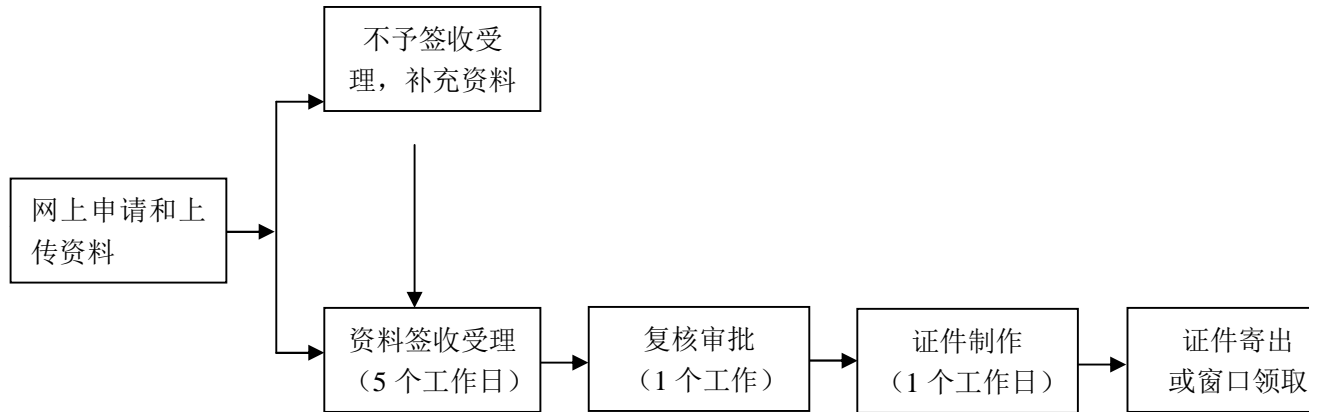 不予签收受
理，补充资料
网上申请和上
传资料
资料签收受理
（5 个工作日）
复核审批
（1 个工作）
证件制作
（1 个工作日）
证件寄出
或窗口领取